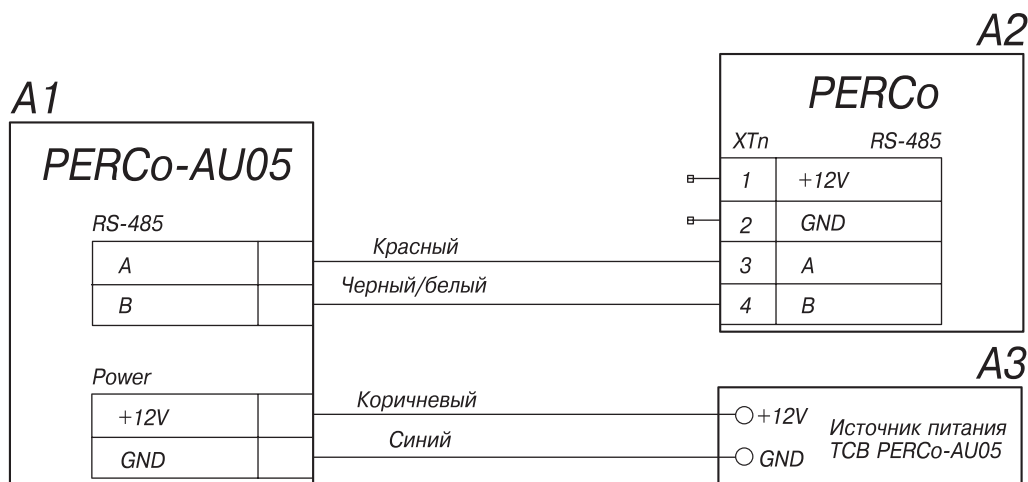 A1
PERCo-AU05
RS-485
A
B
Power
+12V
GND
Красный
Черный/белый
Коричневый
Синий
A2
PERCo
XTn RS-485
1 +12V
2 GND
3 A
4 B
A3
+12V
GND
Источник питания
ТСВ PERCo-AU05